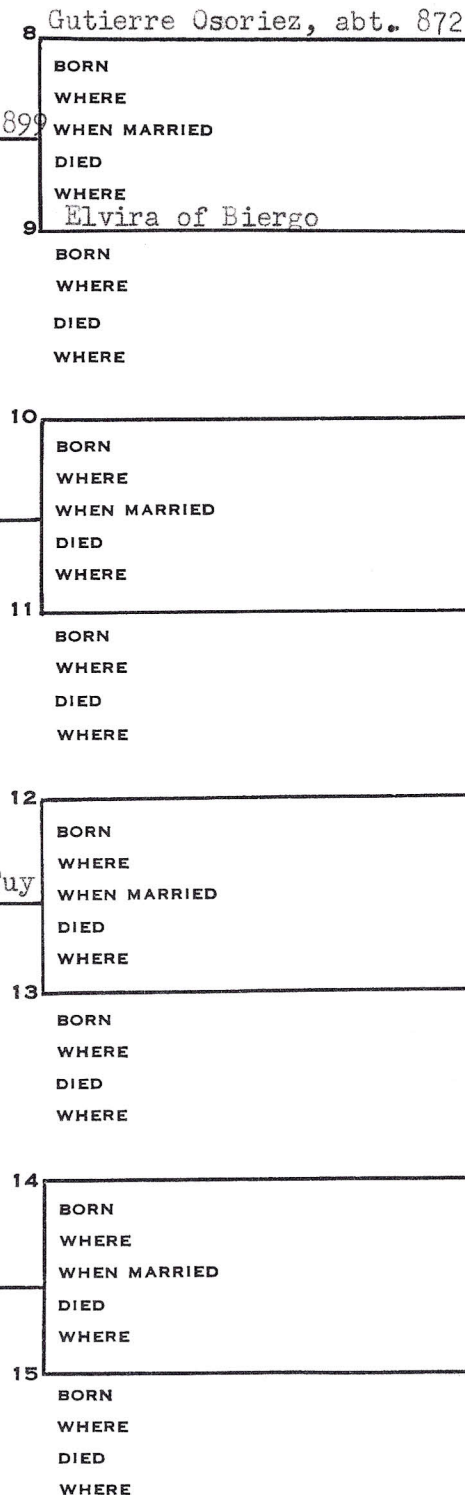 8 Gutierre Osoriez, abt. 872
BORN
WHERE
899 WHEN MARRIED
DIED
WHERE
9 Elvira of Biergo
BORN
WHERE
DIED
WHERE
10
BORN
WHERE
WHEN MARRIED
DIED
WHERE
11
BORN
WHERE
DIED
WHERE
12
BORN
WHERE
Tuy WHEN MARRIED
DIED
WHERE
13
BORN
WHERE
DIED
WHERE
14
BORN
WHERE
WHEN MARRIED
DIED
WHERE
15
BORN
WHERE
DIED
WHERE